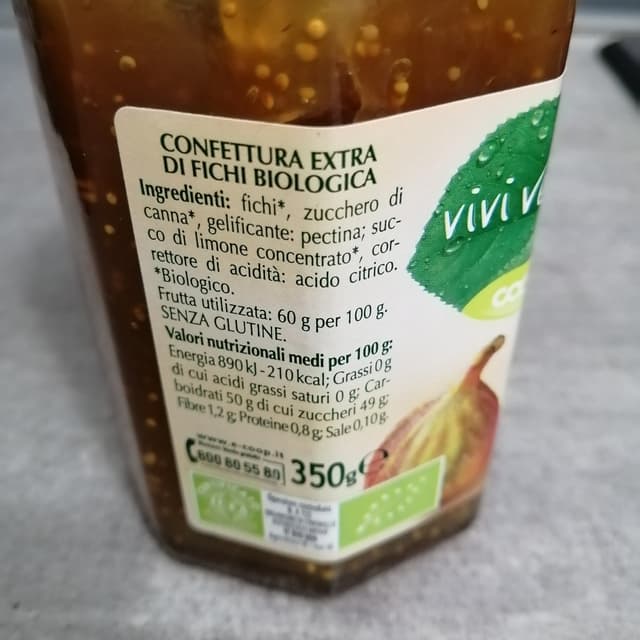 CONFETTURA EXTRA
DI FICHI BIOLOGICA
Ingredienti: fichi*, zucchero di
canna*, gelificante: pectina; suc-
co di limone concentrato*, cor-
rettore di acidità: acido citrico.
*Biologico.
Frutta utilizzata: 60 g per 100 g.
SENZA GLUTINE.
Valori nutrizionali medi per 100 g:
Energia 890 kJ - 210 kcal; Grassi 0 g
di cui acidi grassi saturi 0 g; Car-
boidrati 50 g di cui zuccheri 49 g;
Fibre 1,2 g; Proteine 0,8 g; Sale 0,10 g.
www.e-coop.it
800 80 55 80
350g e
vivi